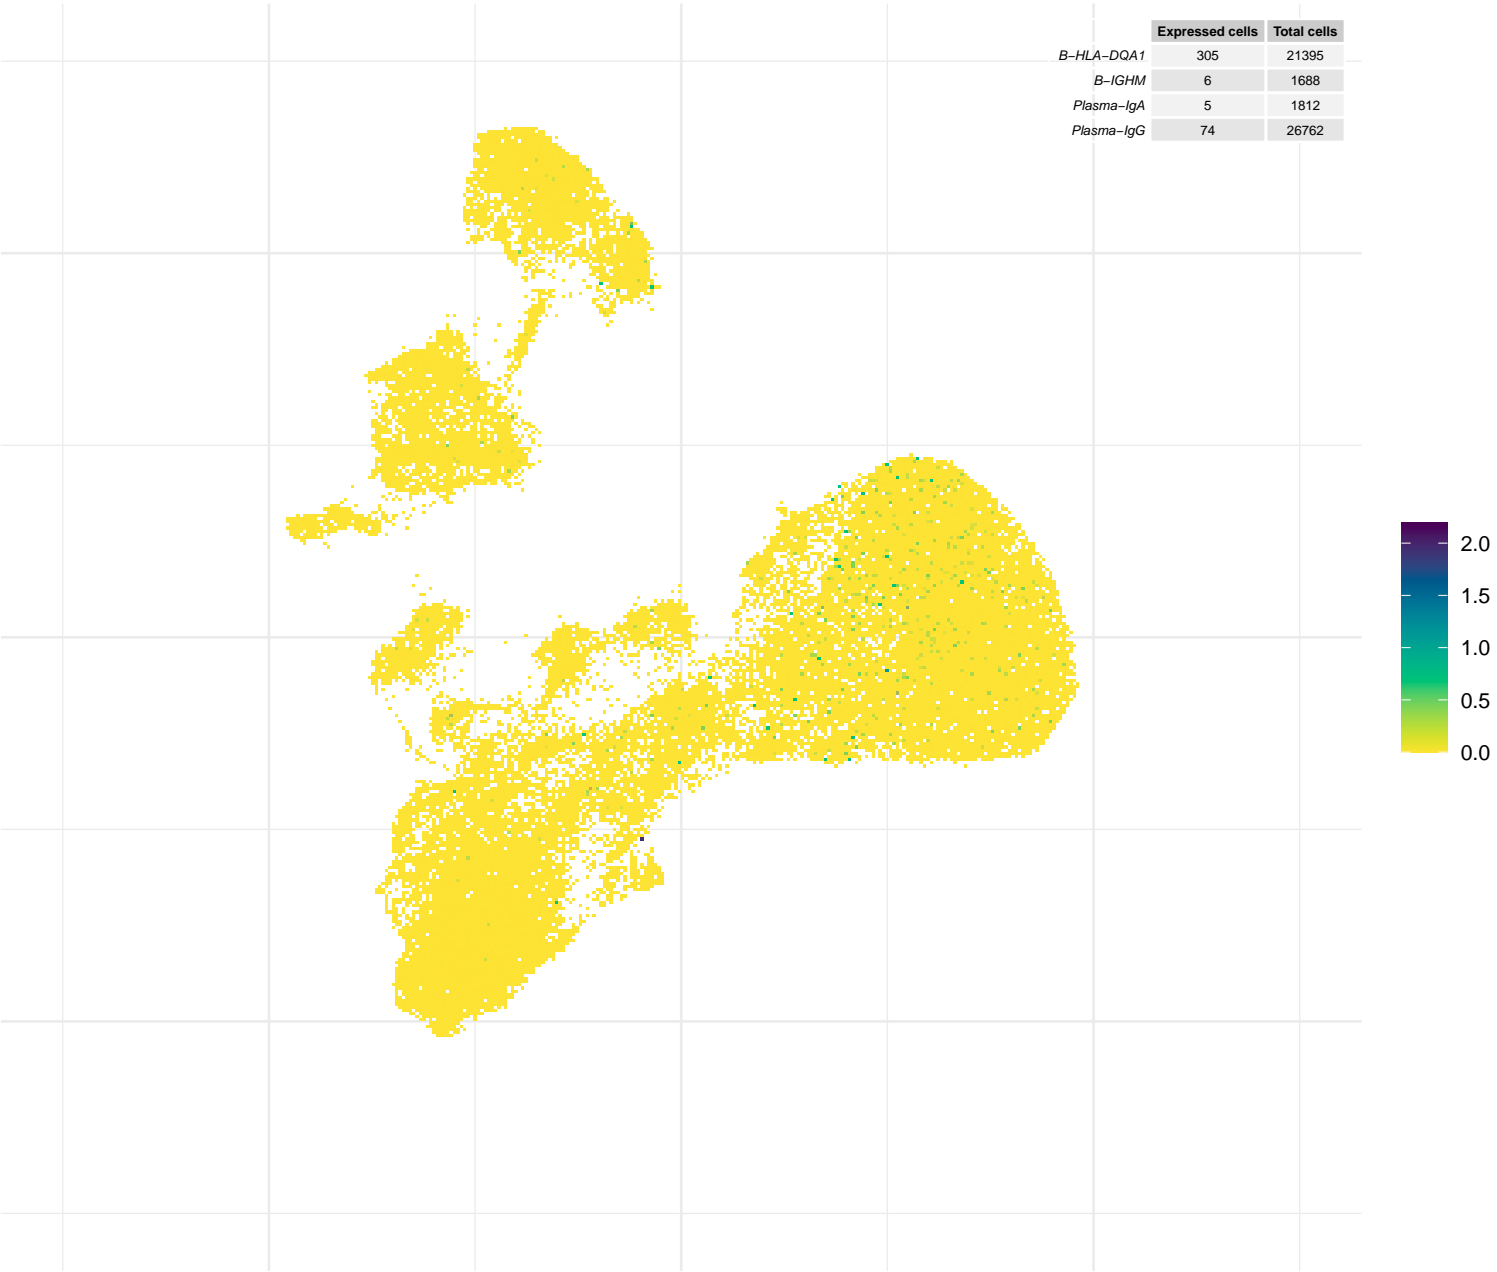 Expressed cells Total cells
B−HLA−DQA1 305 21395
B−IGHM 6 1688
Plasma−IgA 5 1812
Plasma−IgG 74 26762
2.0
1.5
1.0
0.5
0.0